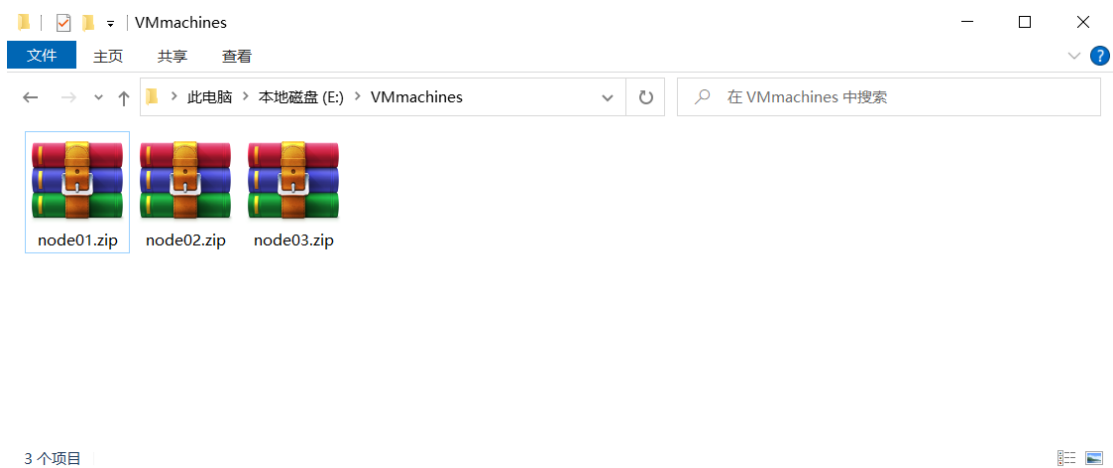 VMmachines
文件 主页 共享 查看
此电脑 本地磁盘 (E:) VMmachines 在 VMmachines 中搜索
node01.zip node02.zip node03.zip
3 个项目